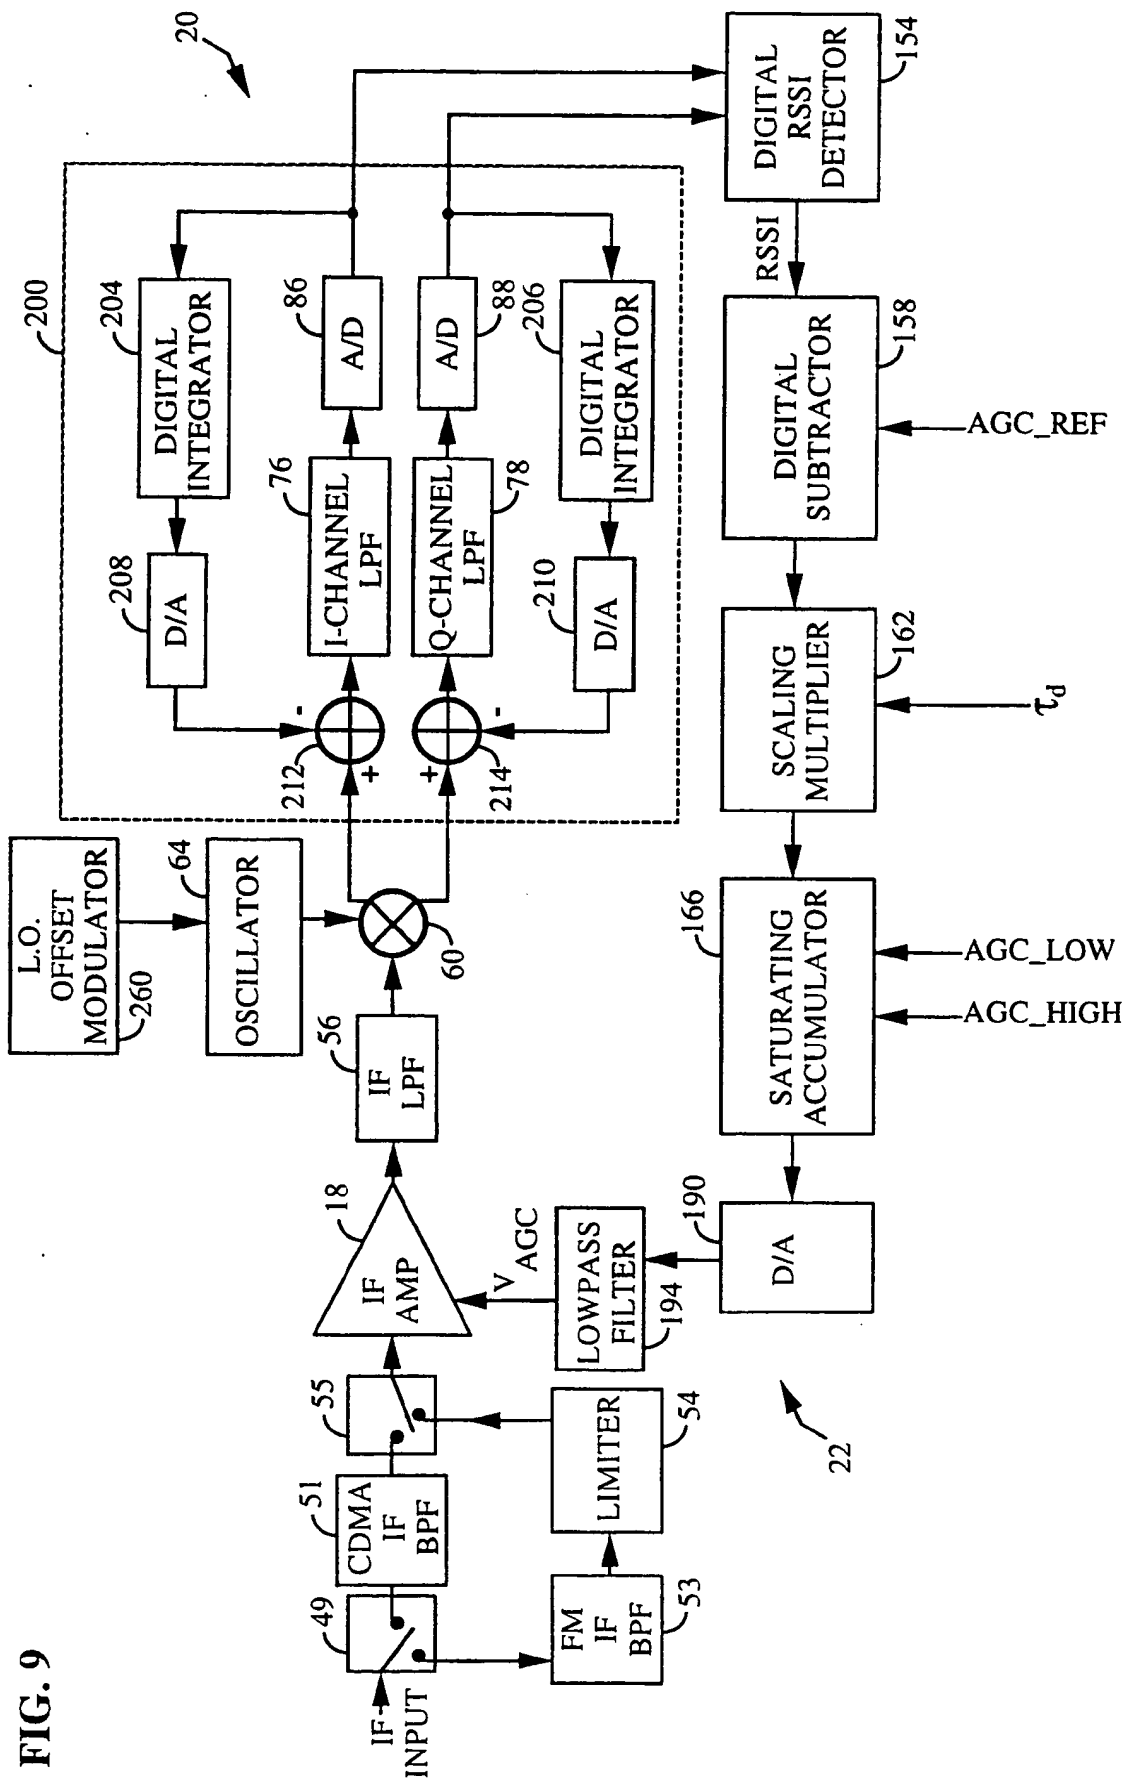 FIG. 9
20
200
L.O.
OFFSET
MODULATOR
260
64
OSCILLATOR
204
DIGITAL
INTEGRATOR
208
D/A
86
A/D
76
I-CHANNEL
LPF
-
212
+
88
A/D
Q-CHANNEL
LPF
78
+
-
214
206
DIGITAL
INTEGRATOR
210
D/A
60
56
IF
LPF
18
IF
AMP
55
51
CDMA
IF
BPF
49
IF
INPUT
FM
IF
BPF
53
LIMITER
54
VAGC
LOWPASS
FILTER
194
190
D/A
22
166
SATURATING
ACCUMULATOR
AGC_LOW
AGC_HIGH
SCALING
MULTIPLIER
162
τd
DIGITAL
SUBTRACTOR
158
AGC_REF
RSSI
DIGITAL
RSSI
DETECTOR
154